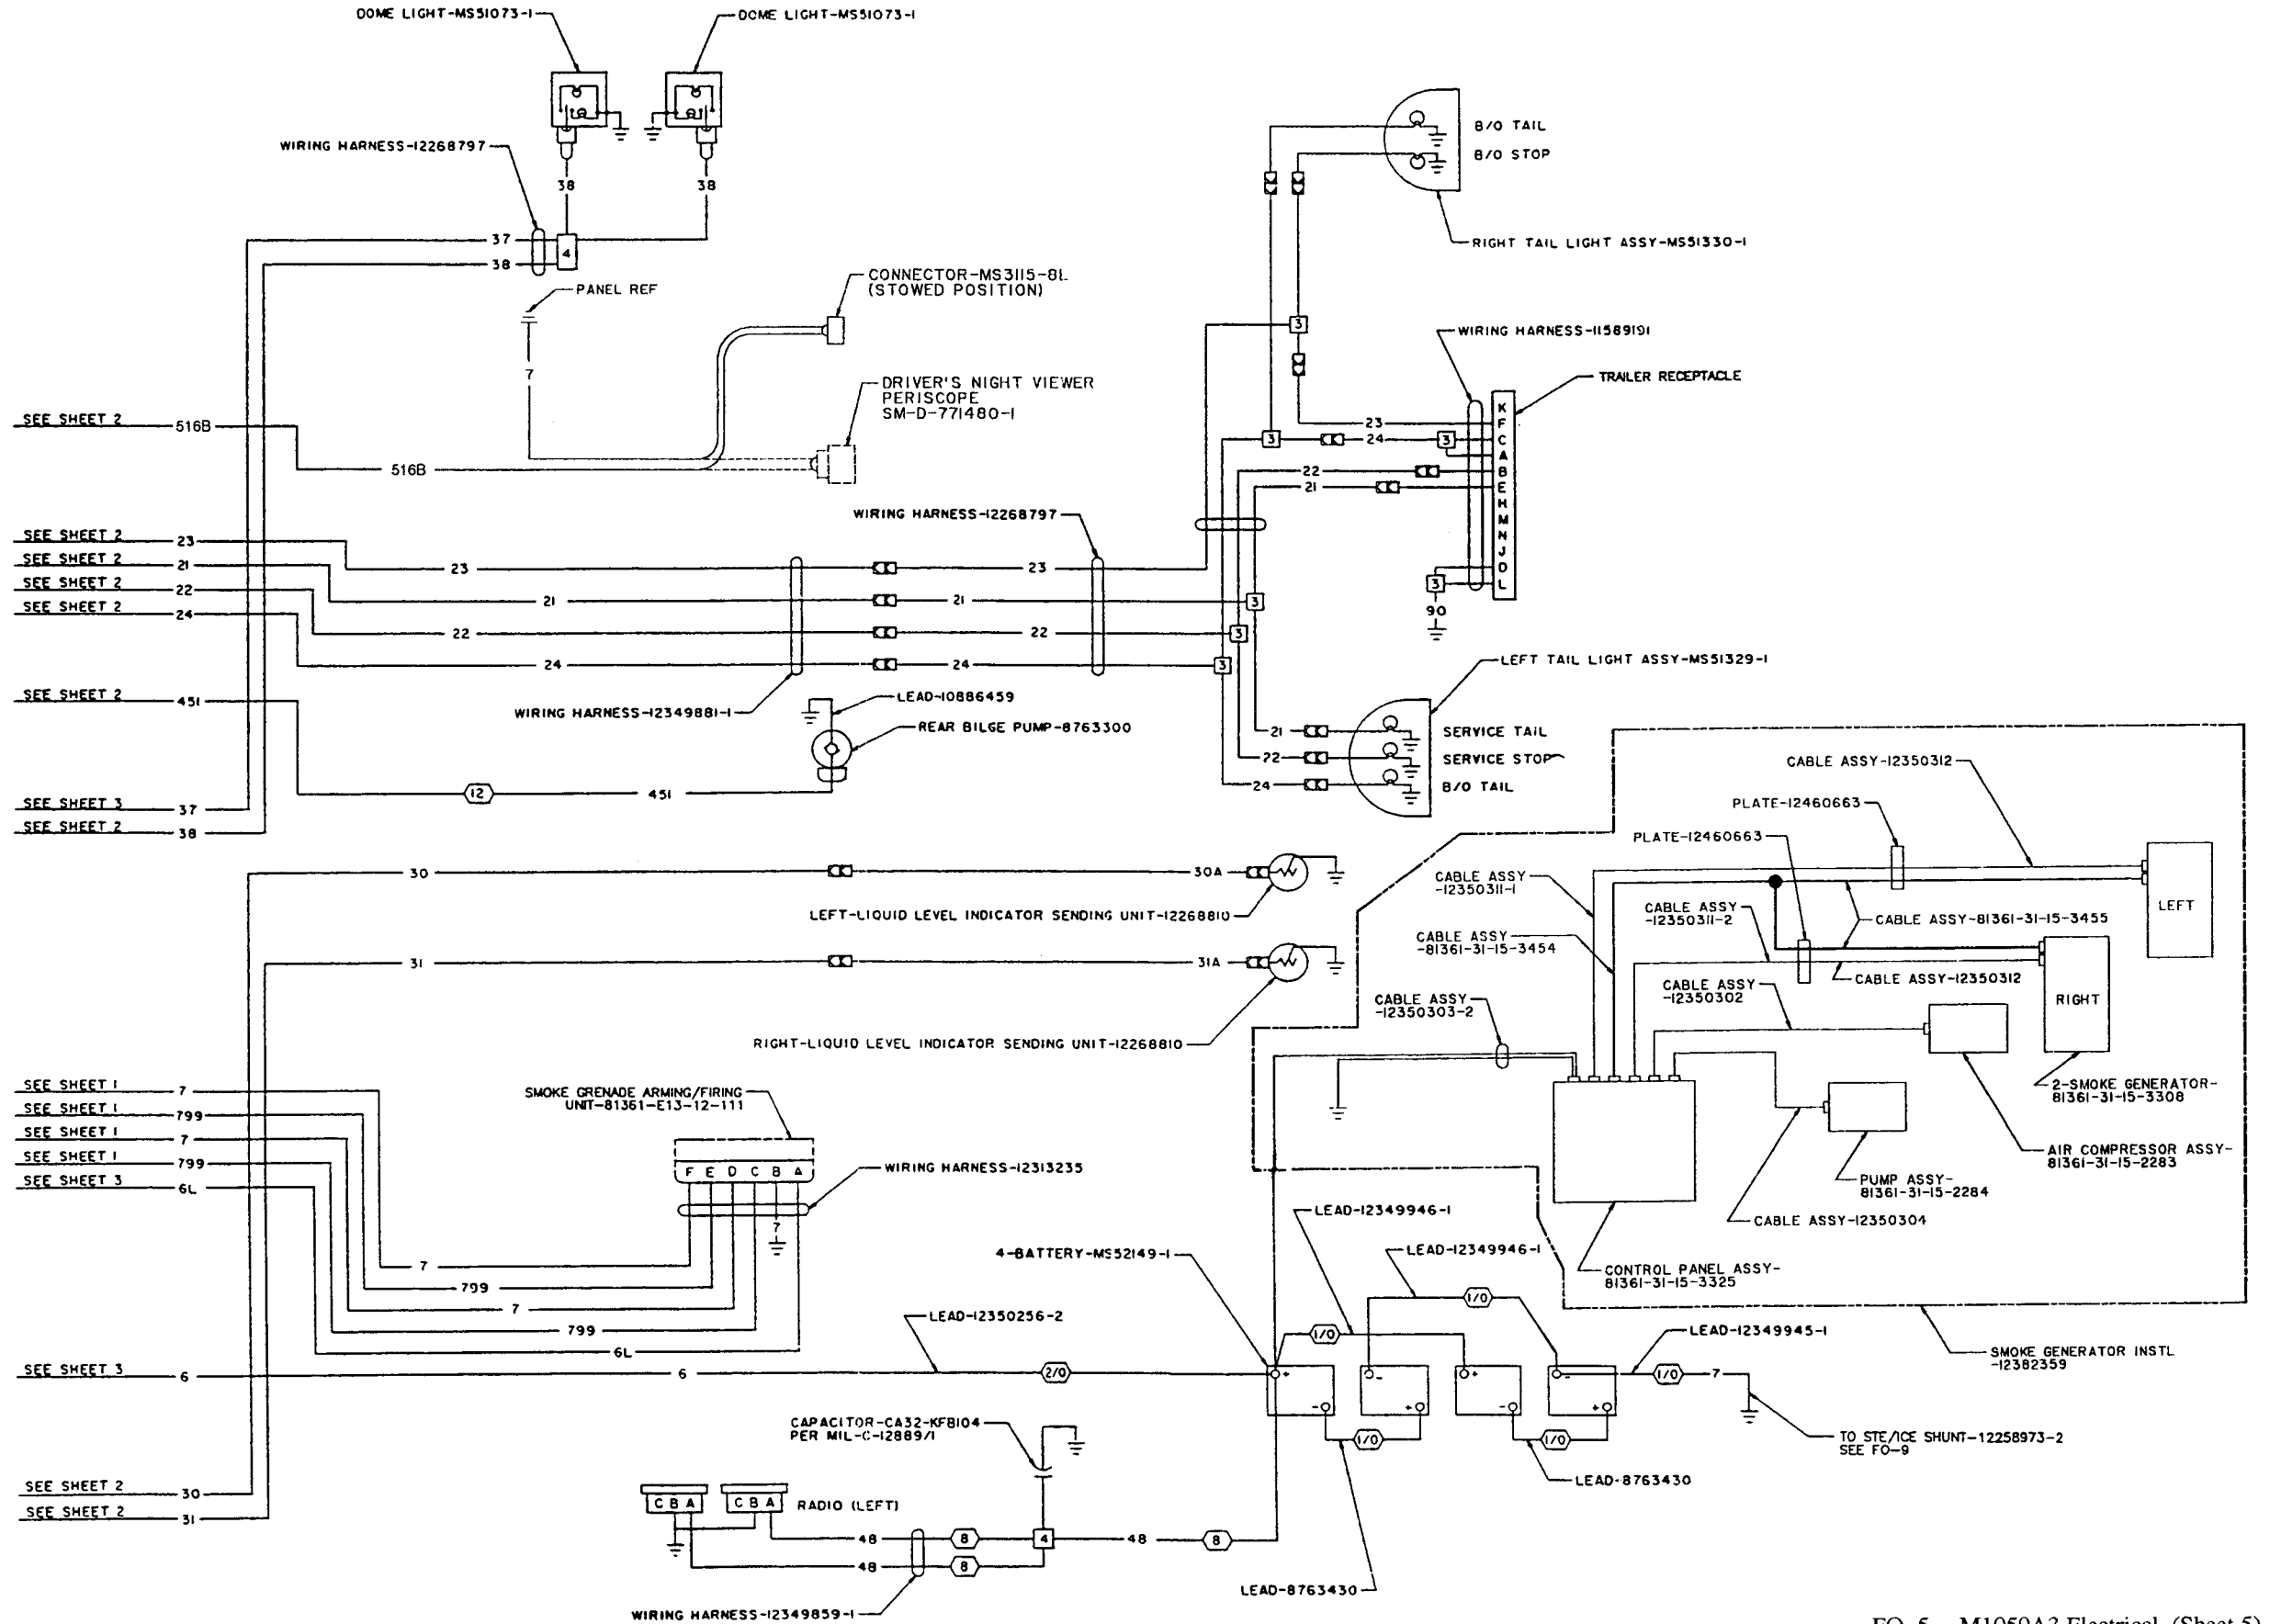 DOME LIGHT-MS51073-1
DOME LIGHT-MS51073-1
WIRING HARNESS-12268797
38
38
37
38
4
B/O TAIL
B/O STOP
RIGHT TAIL LIGHT ASSY-MS51330-1
PANEL REF
7
CONNECTOR-MS3115-8L
(STOWED POSITION)
DRIVER'S NIGHT VIEWER
PERISCOPE
SM-D-771480-1
SEE SHEET 2
516B
516B
3
WIRING HARNESS-11589191
TRAILER RECEPTACLE
23
3
24
3
22
21
K
F
C
A
B
E
H
M
N
J
D
L
3
90
WIRING HARNESS-12268797
SEE SHEET 2
23
23
23
SEE SHEET 2
21
21
21
3
SEE SHEET 2
22
22
22
3
SEE SHEET 2
24
24
24
3
WIRING HARNESS-12349881-1
SEE SHEET 2
451
LEAD-10886459
REAR BILGE PUMP-8763300
12
451
LEFT TAIL LIGHT ASSY-MS51329-1
21
SERVICE TAIL
22
SERVICE STOP
24
B/O TAIL
SEE SHEET 3
37
SEE SHEET 2
38
30
30A
LEFT-LIQUID LEVEL INDICATOR SENDING UNIT-12268810
31
31A
RIGHT-LIQUID LEVEL INDICATOR SENDING UNIT-12268810
CABLE ASSY-12350312
PLATE-12460663
PLATE-12460663
CABLE ASSY
-12350311-1
CABLE ASSY
-12350311-2
CABLE ASSY-81361-31-15-3455
LEFT
CABLE ASSY
-81361-31-15-3454
CABLE ASSY-12350312
CABLE ASSY
-12350302
RIGHT
CABLE ASSY
-12350303-2
2-SMOKE GENERATOR-
81361-31-15-3308
AIR COMPRESSOR ASSY-
81361-31-15-2283
PUMP ASSY-
81361-31-15-2284
CABLE ASSY-12350304
CONTROL PANEL ASSY-
81361-31-15-3325
SMOKE GENERATOR INSTL
-12382359
SEE SHEET 1
7
SEE SHEET 1
799
SEE SHEET 1
7
SEE SHEET 1
799
SEE SHEET 3
6L
SMOKE GRENADE ARMING/FIRING
UNIT-81361-E13-12-111
F E D C B A
WIRING HARNESS-12313235
7
7
799
7
799
6L
SEE SHEET 3
6
6
LEAD-12350256-2
2/0
4-BATTERY-MS52149-1
LEAD-12349946-1
LEAD-12349946-1
1/0
1/0
LEAD-12349945-1
1/0
7
+
-
-
+
+
-
-
+
1/0
1/0
TO STE/ICE SHUNT-12258973-2
SEE FO-9
LEAD-8763430
LEAD-8763430
CAPACITOR-CA32-KF8104
PER MIL-C-12889/1
SEE SHEET 2
30
SEE SHEET 2
31
C B A
C B A
RADIO (LEFT)
48
8
4
48
8
48
8
WIRING HARNESS-12349859-1
FO-5. M1059A3 Electrical (Sheet 5)